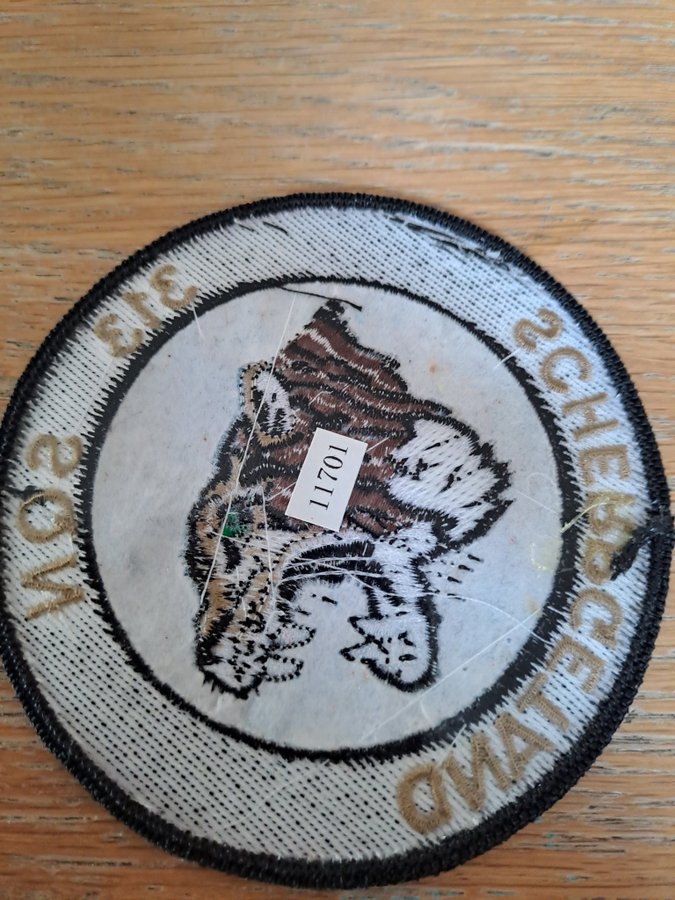 313 SQN
SCHERPGETAND
11701